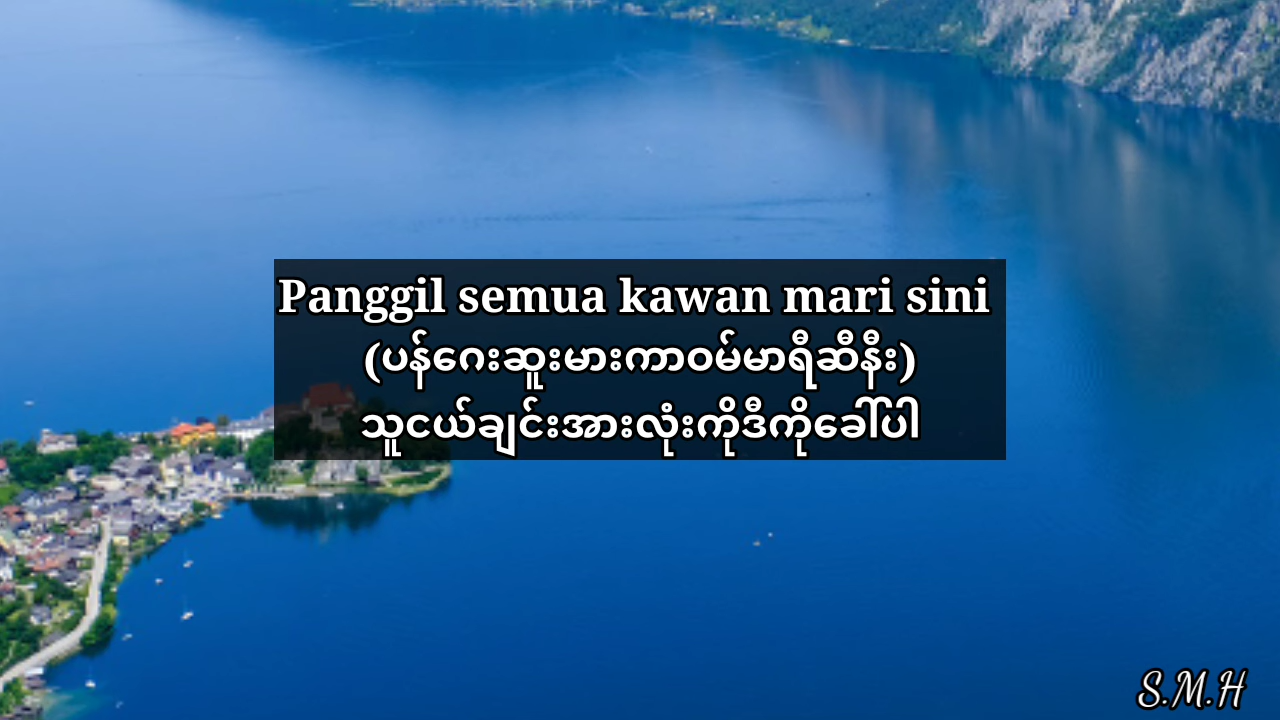 Panggil semua kawan mari sini
(ပန်ဂေးဆူးမားကာဝမ်မာရီဆီနီး)
သူငယ်ချင်းအားလုံးကိုဒီကိုခေါ်ပါ
S.M.H